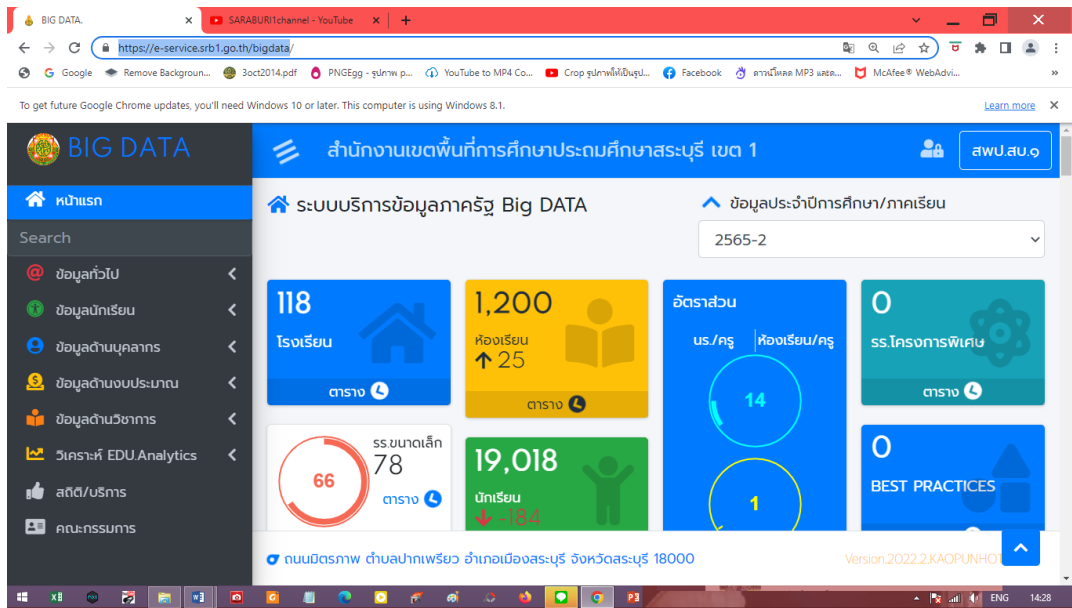 BIG DATA.
SARABURI1channel - YouTube
https://e-service.srb1.go.th/bigdata/
Google
Remove Backgroun...
3oct2014.pdf
PNGEgg - รูปภาพ p...
YouTube to MP4 Co...
Crop รูปภาพให้เป็นรูป...
Facebook
ดาวน์โหลด MP3 และด...
McAfee® WebAdvi...
To get future Google Chrome updates, you'll need Windows 10 or later. This computer is using Windows 8.1.
Learn more
BIG DATA
สำนักงานเขตพื้นที่การศึกษาประถมศึกษาสระบุรี เขต 1
สพป.สบ.๑
หน้าแรก
Search
ข้อมูลทั่วไป
ข้อมูลนักเรียน
ข้อมูลด้านบุคลากร
ข้อมูลด้านงบประมาณ
ข้อมูลด้านวิชาการ
วิเคราะห์ EDU.Analytics
สถิติ/บริการ
คณะกรรมการ
ระบบบริการข้อมูลภาครัฐ Big DATA
ข้อมูลประจำปีการศึกษา/ภาคเรียน
2565-2
118
โรงเรียน
ตาราง
1,200
ห้องเรียน
25
ตาราง
อัตราส่วน
นร./ครู
ห้องเรียน/ครู
14
1
0
รร.โครงการพิเศษ
ตาราง
66
รร.ขนาดเล็ก
78
ตาราง
19,018
นักเรียน
-184
0
BEST PRACTICES
ถนนมิตรภาพ ตำบลปากเพรียว อำเภอเมืองสระบุรี จังหวัดสระบุรี 18000
Version.2022.2.KAOPUNHO
ENG
14:28